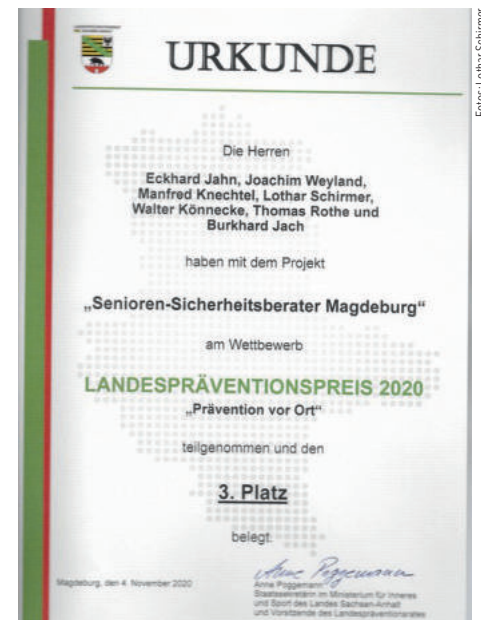 URKUNDE
Die Herren
Eckhard Jahn, Joachim Weyland,
Manfred Knechtel, Lothar Schirmer,
Walter Könnecke, Thomas Rothe und
Burkhard Jach
haben mit dem Projekt
„Senioren-Sicherheitsberater Magdeburg“
am Wettbewerb
LANDESPRÄVENTIONSPREIS 2020
„Prävention vor Ort“
teilgenommen und den
3. Platz
belegt.
Anne Poggemann
Magdeburg, den 4. November 2020
Anne Poggemann
Staatssekretärin im Ministerium für Inneres
und Sport des Landes Sachsen-Anhalt
und Vorsitzende des Landespräventionsrates
Fotos: Lothar Schirmer